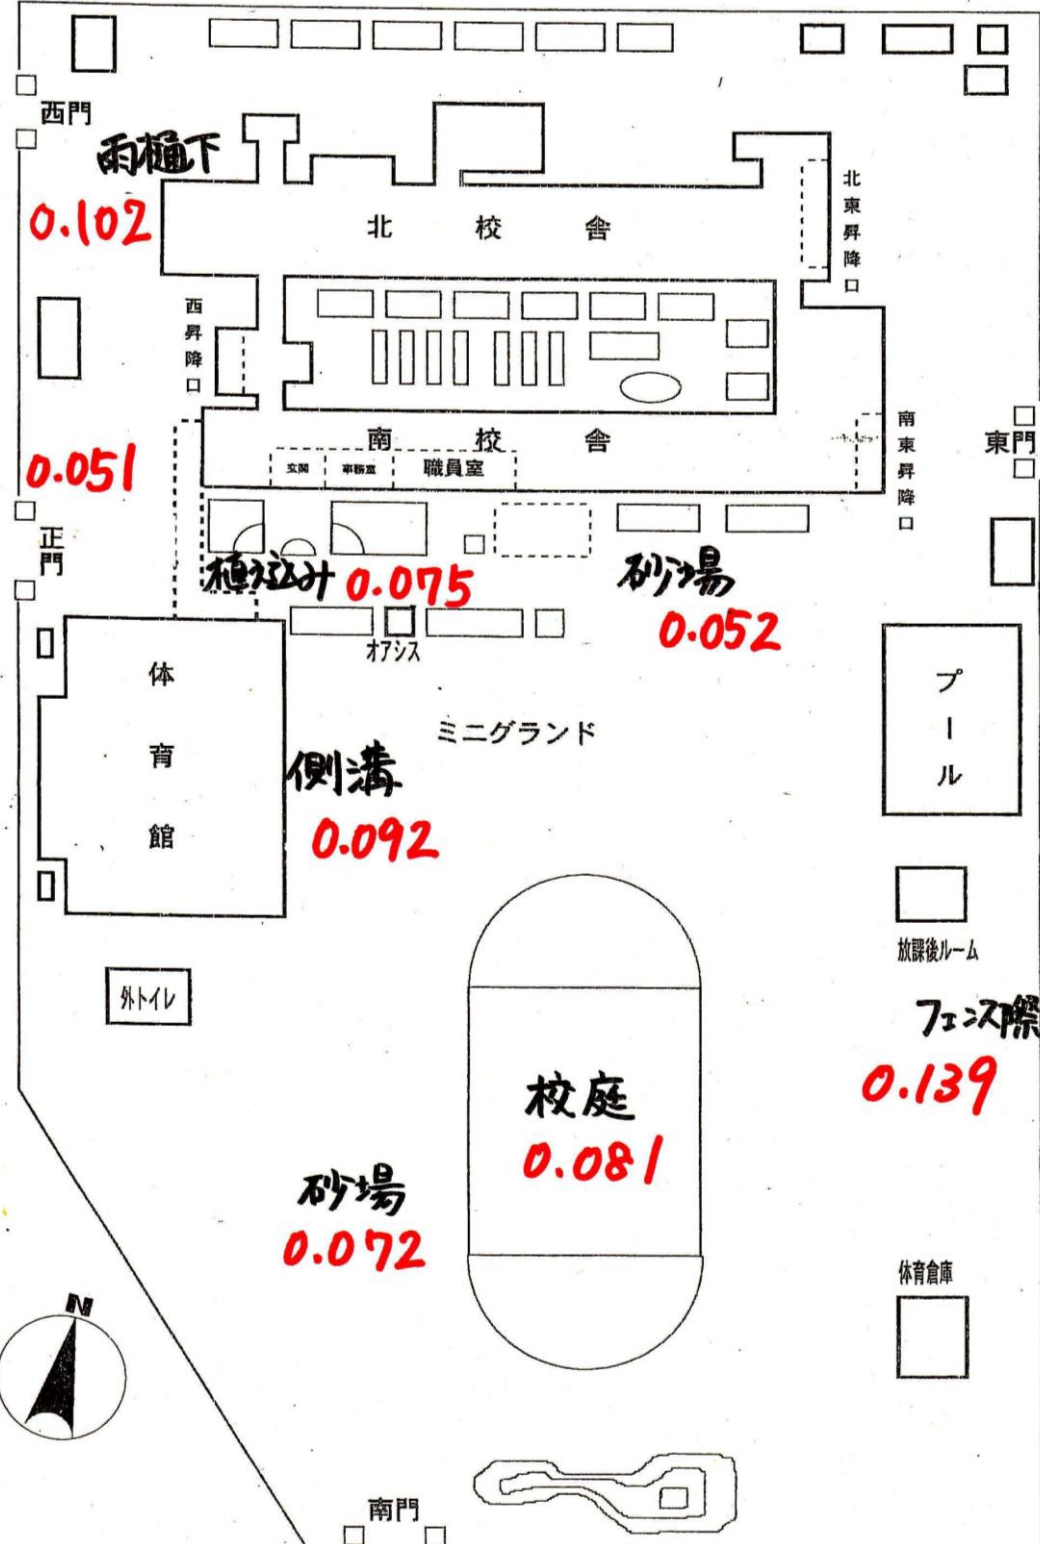 西門
雨樋下
0.102
北校舎
北東昇降口
西昇降口
南校舎
玄関
事務室
職員室
南東昇降口
東門
0.051
正門
植え込み 0.075
砂場
0.052
オアシス
体育館
ミニグランド
プール
側溝
0.092
放課後ルーム
外トイレ
フェンス際
0.139
校庭
0.081
砂場
0.072
体育倉庫
N
南門